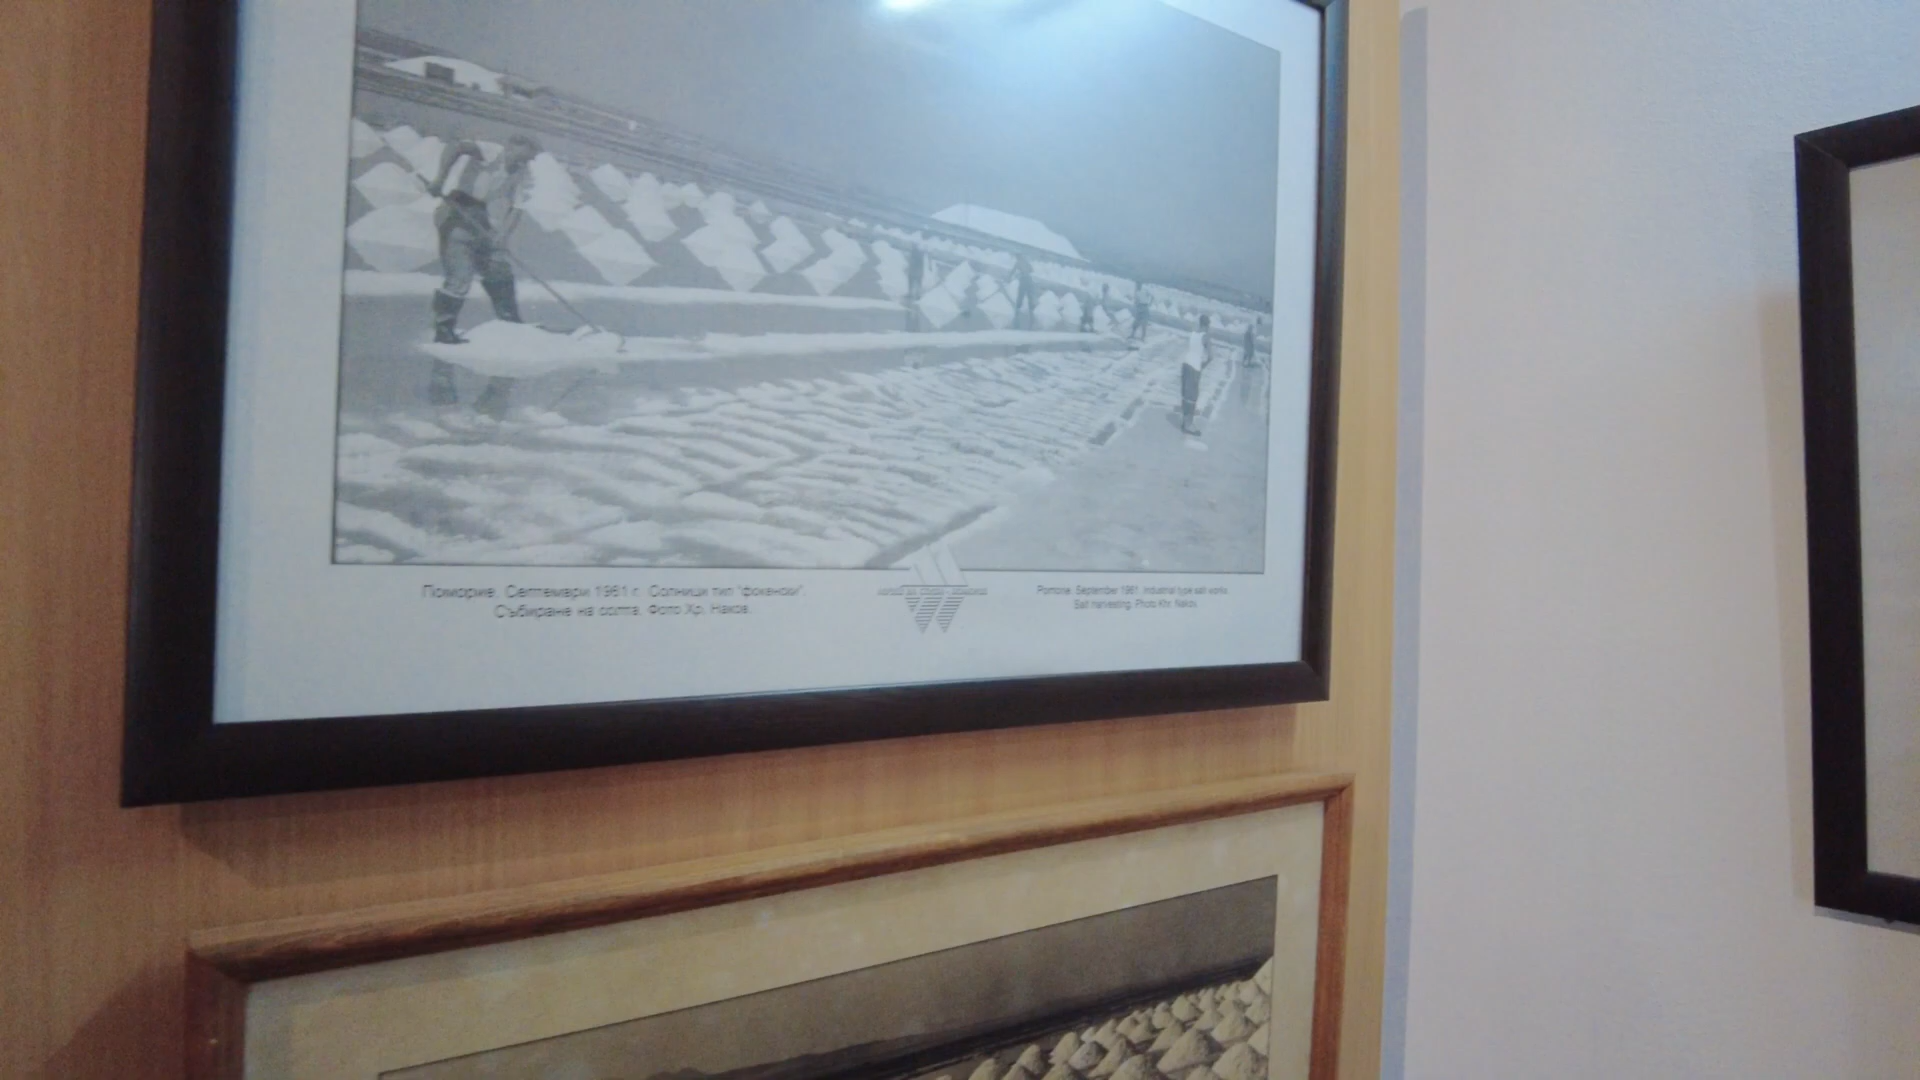 Поморие. Септември 1961 г. Солници тип "фокенски".
Събиране на солта. Фото Хр. Наков.
Pomorie. September 1961. Industrial type salt works.
Salt Harvesting. Photo Khr. Nakov.